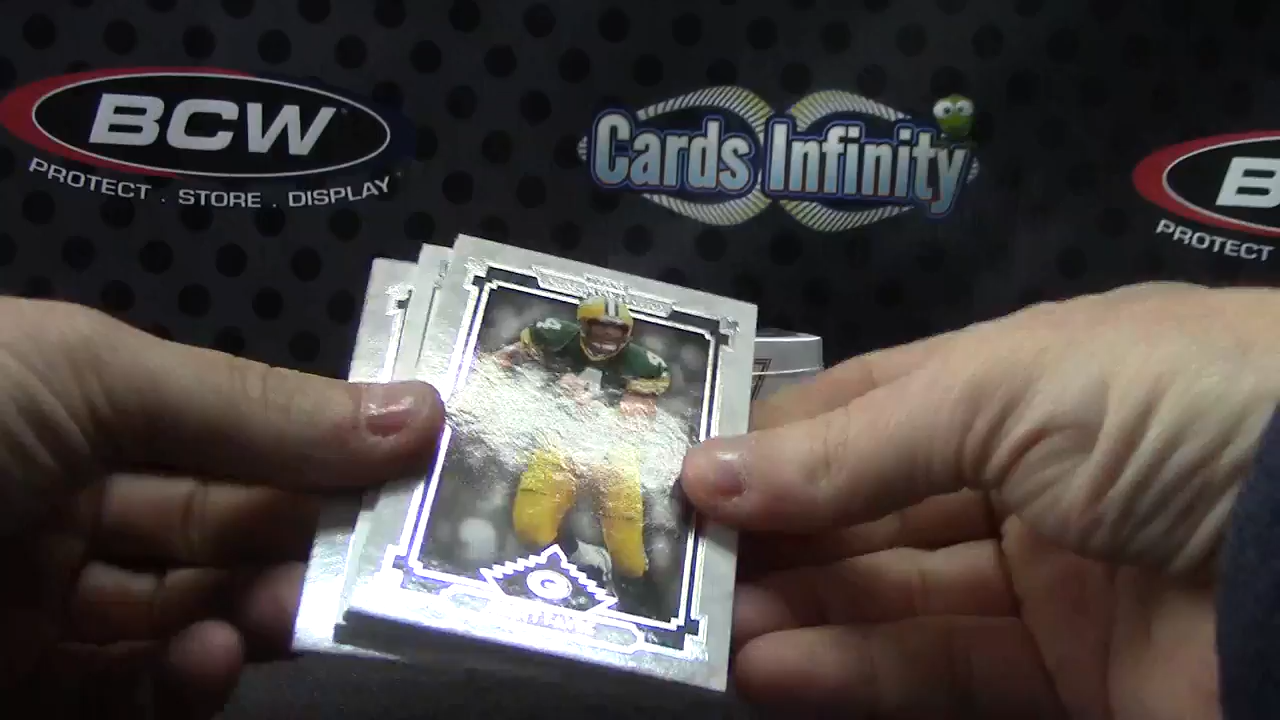 BCW
PROTECT . STORE . DISPLAY
Cards Infinity
B
PROTECT
G